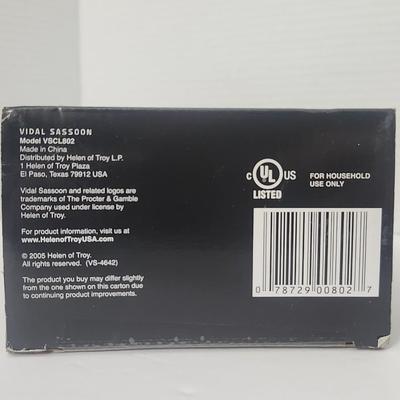 VIDAL SASSOON
Model VSCL802
Made in China
Distributed by Helen of Troy L.P.
1 Helen of Troy Plaza
El Paso, Texas 79912 USA
Vidal Sassoon and related logos are
trademarks of The Procter & Gamble
Company used under license by
Helen of Troy.
For product information, visit us at
www.HelenofTroyUSA.com.
© 2005 Helen of Troy.
All rights reserved. (VS-4642)
The product you buy may differ slightly
from the one shown on this carton due
to continuing product improvements.
C UL US
LISTED
FOR HOUSEHOLD
USE ONLY
0 78729 00802 7